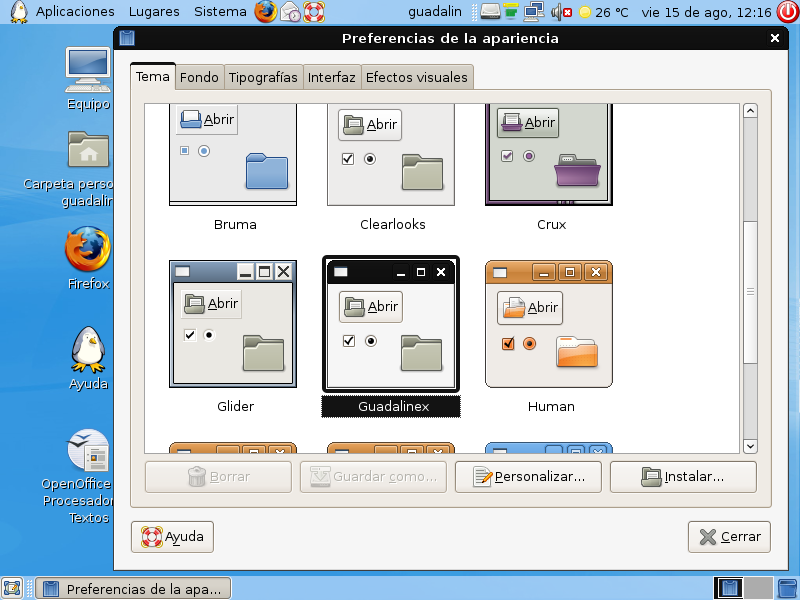 Aplicaciones Lugares Sistema guadalin 26 °C vie 15 de ago, 12:16
Preferencias de la apariencia
Tema Fondo Tipografías Interfaz Efectos visuales
Equipo
Carpeta perso
guadalin
Firefox
Ayuda
OpenOffice
Procesador
Textos
Abrir Abrir Abrir
Bruma Clearlooks Crux
Abrir Abrir Abrir
Glider Guadalinex Human
Borrar Guardar como... Personalizar... Instalar...
Ayuda Cerrar
Preferencias de la apa...